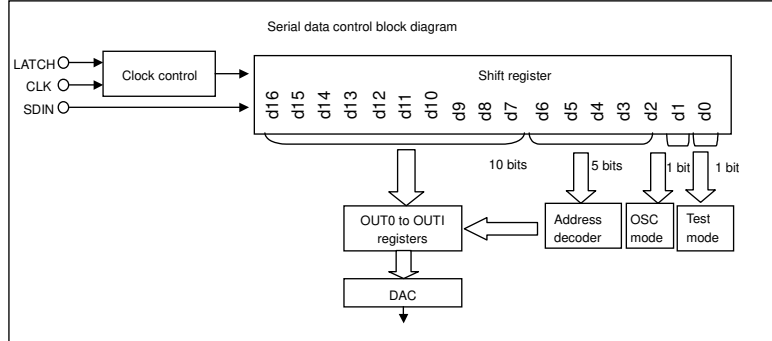 Serial data control block diagram
LATCH
CLK
SDIN
Clock control
Shift register
d16 d15 d14 d13 d12 d11 d10 d9 d8 d7 d6 d5 d4 d3 d2 d1 d0
10 bits
5 bits
1 bit
1 bit
OUT0 to OUTI
registers
Address
decoder
OSC
mode
Test
mode
DAC